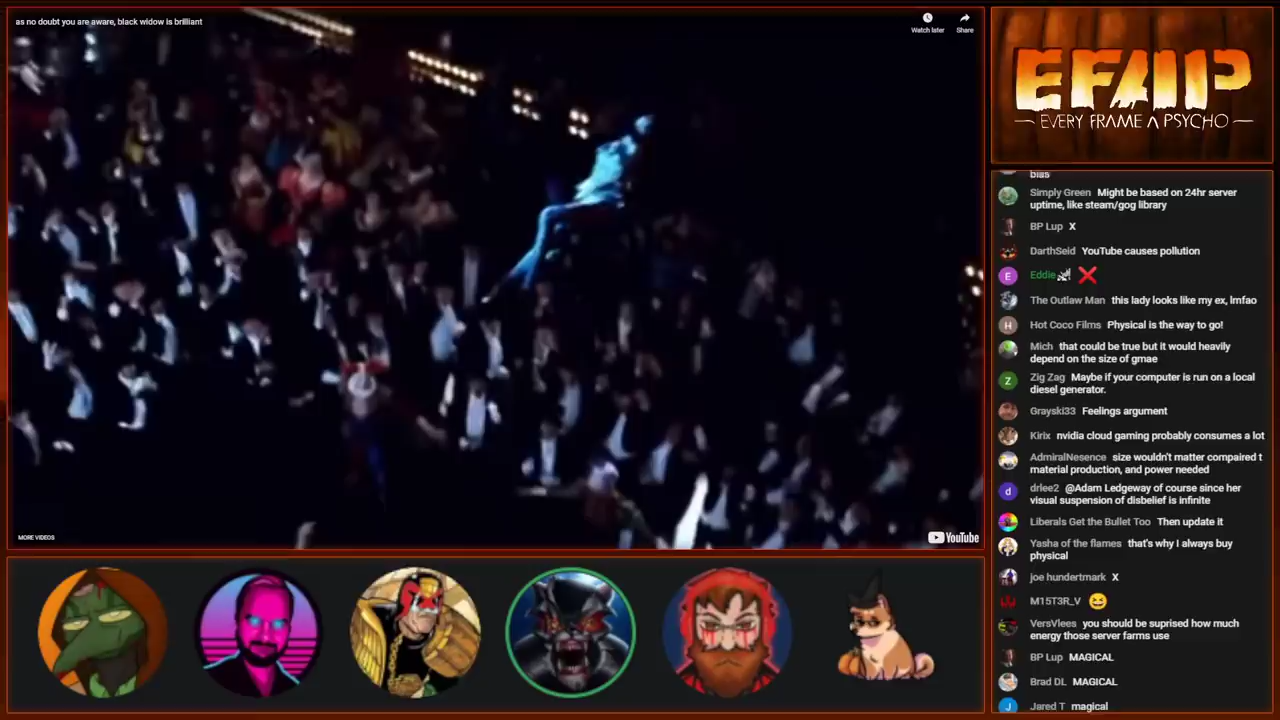 as no doubt you are aware, black widow is brilliant
Watch later
Share
MORE VIDEOS
YouTube
EFAP
EVERY FRAME A PSYCHO
bias
Simply Green Might be based on 24hr server
uptime, like steam/gog library
BP Lup X
DarthSeid YouTube causes pollution
Eddie
The Outlaw Man this lady looks like my ex, lmfao
Hot Coco Films Physical is the way to go!
Mich that could be true but it would heavily
depend on the size of gmae
Zig Zag Maybe if your computer is run on a local
diesel generator.
Grayski33 Feelings argument
Kirix nvidia cloud gaming probably consumes a lot
AdmiralNesence size wouldn't matter compaired t
material production, and power needed
drlee2 @Adam Ledgeway of course since her
visual suspension of disbelief is infinite
Liberals Get the Bullet Too Then update it
Yasha of the flames that's why I always buy
physical
joe hundertmark X
M15T3R_V
VersVlees you should be suprised how much
energy those server farms use
BP Lup MAGICAL
Brad DL MAGICAL
Jared T magical